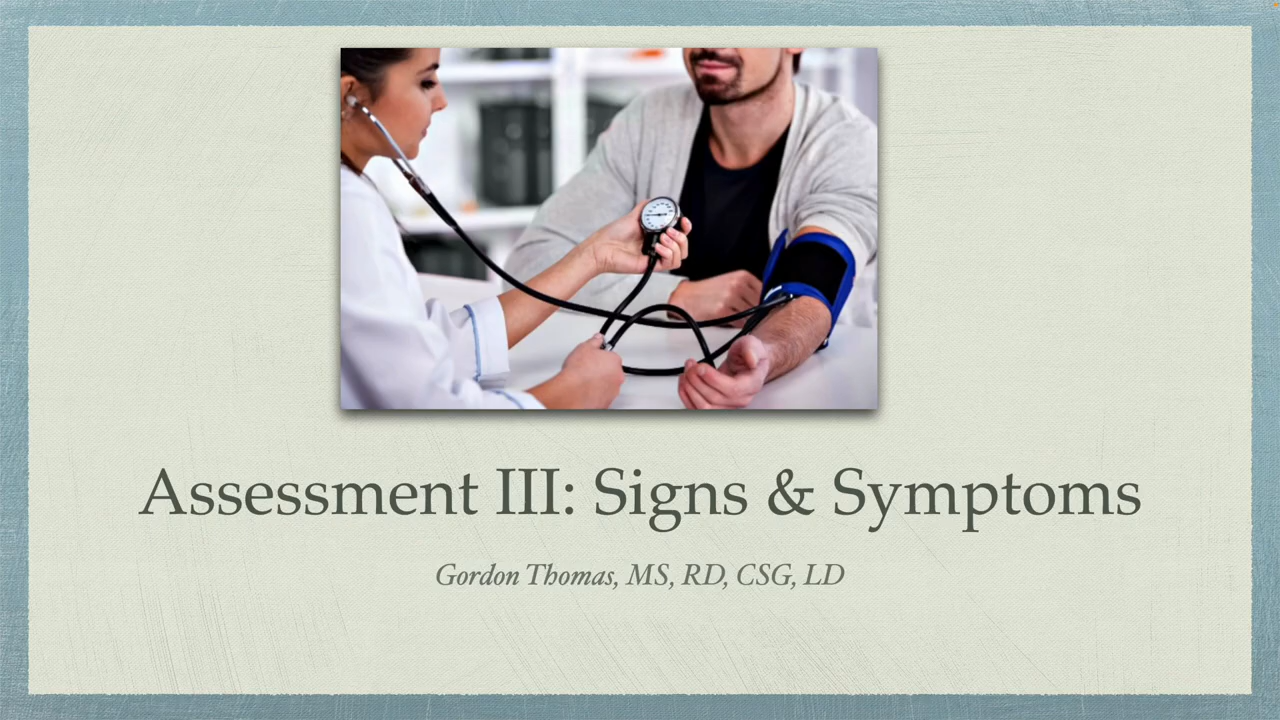 Assessment III: Signs & Symptoms
Gordon Thomas, MS, RD, CSG, LD